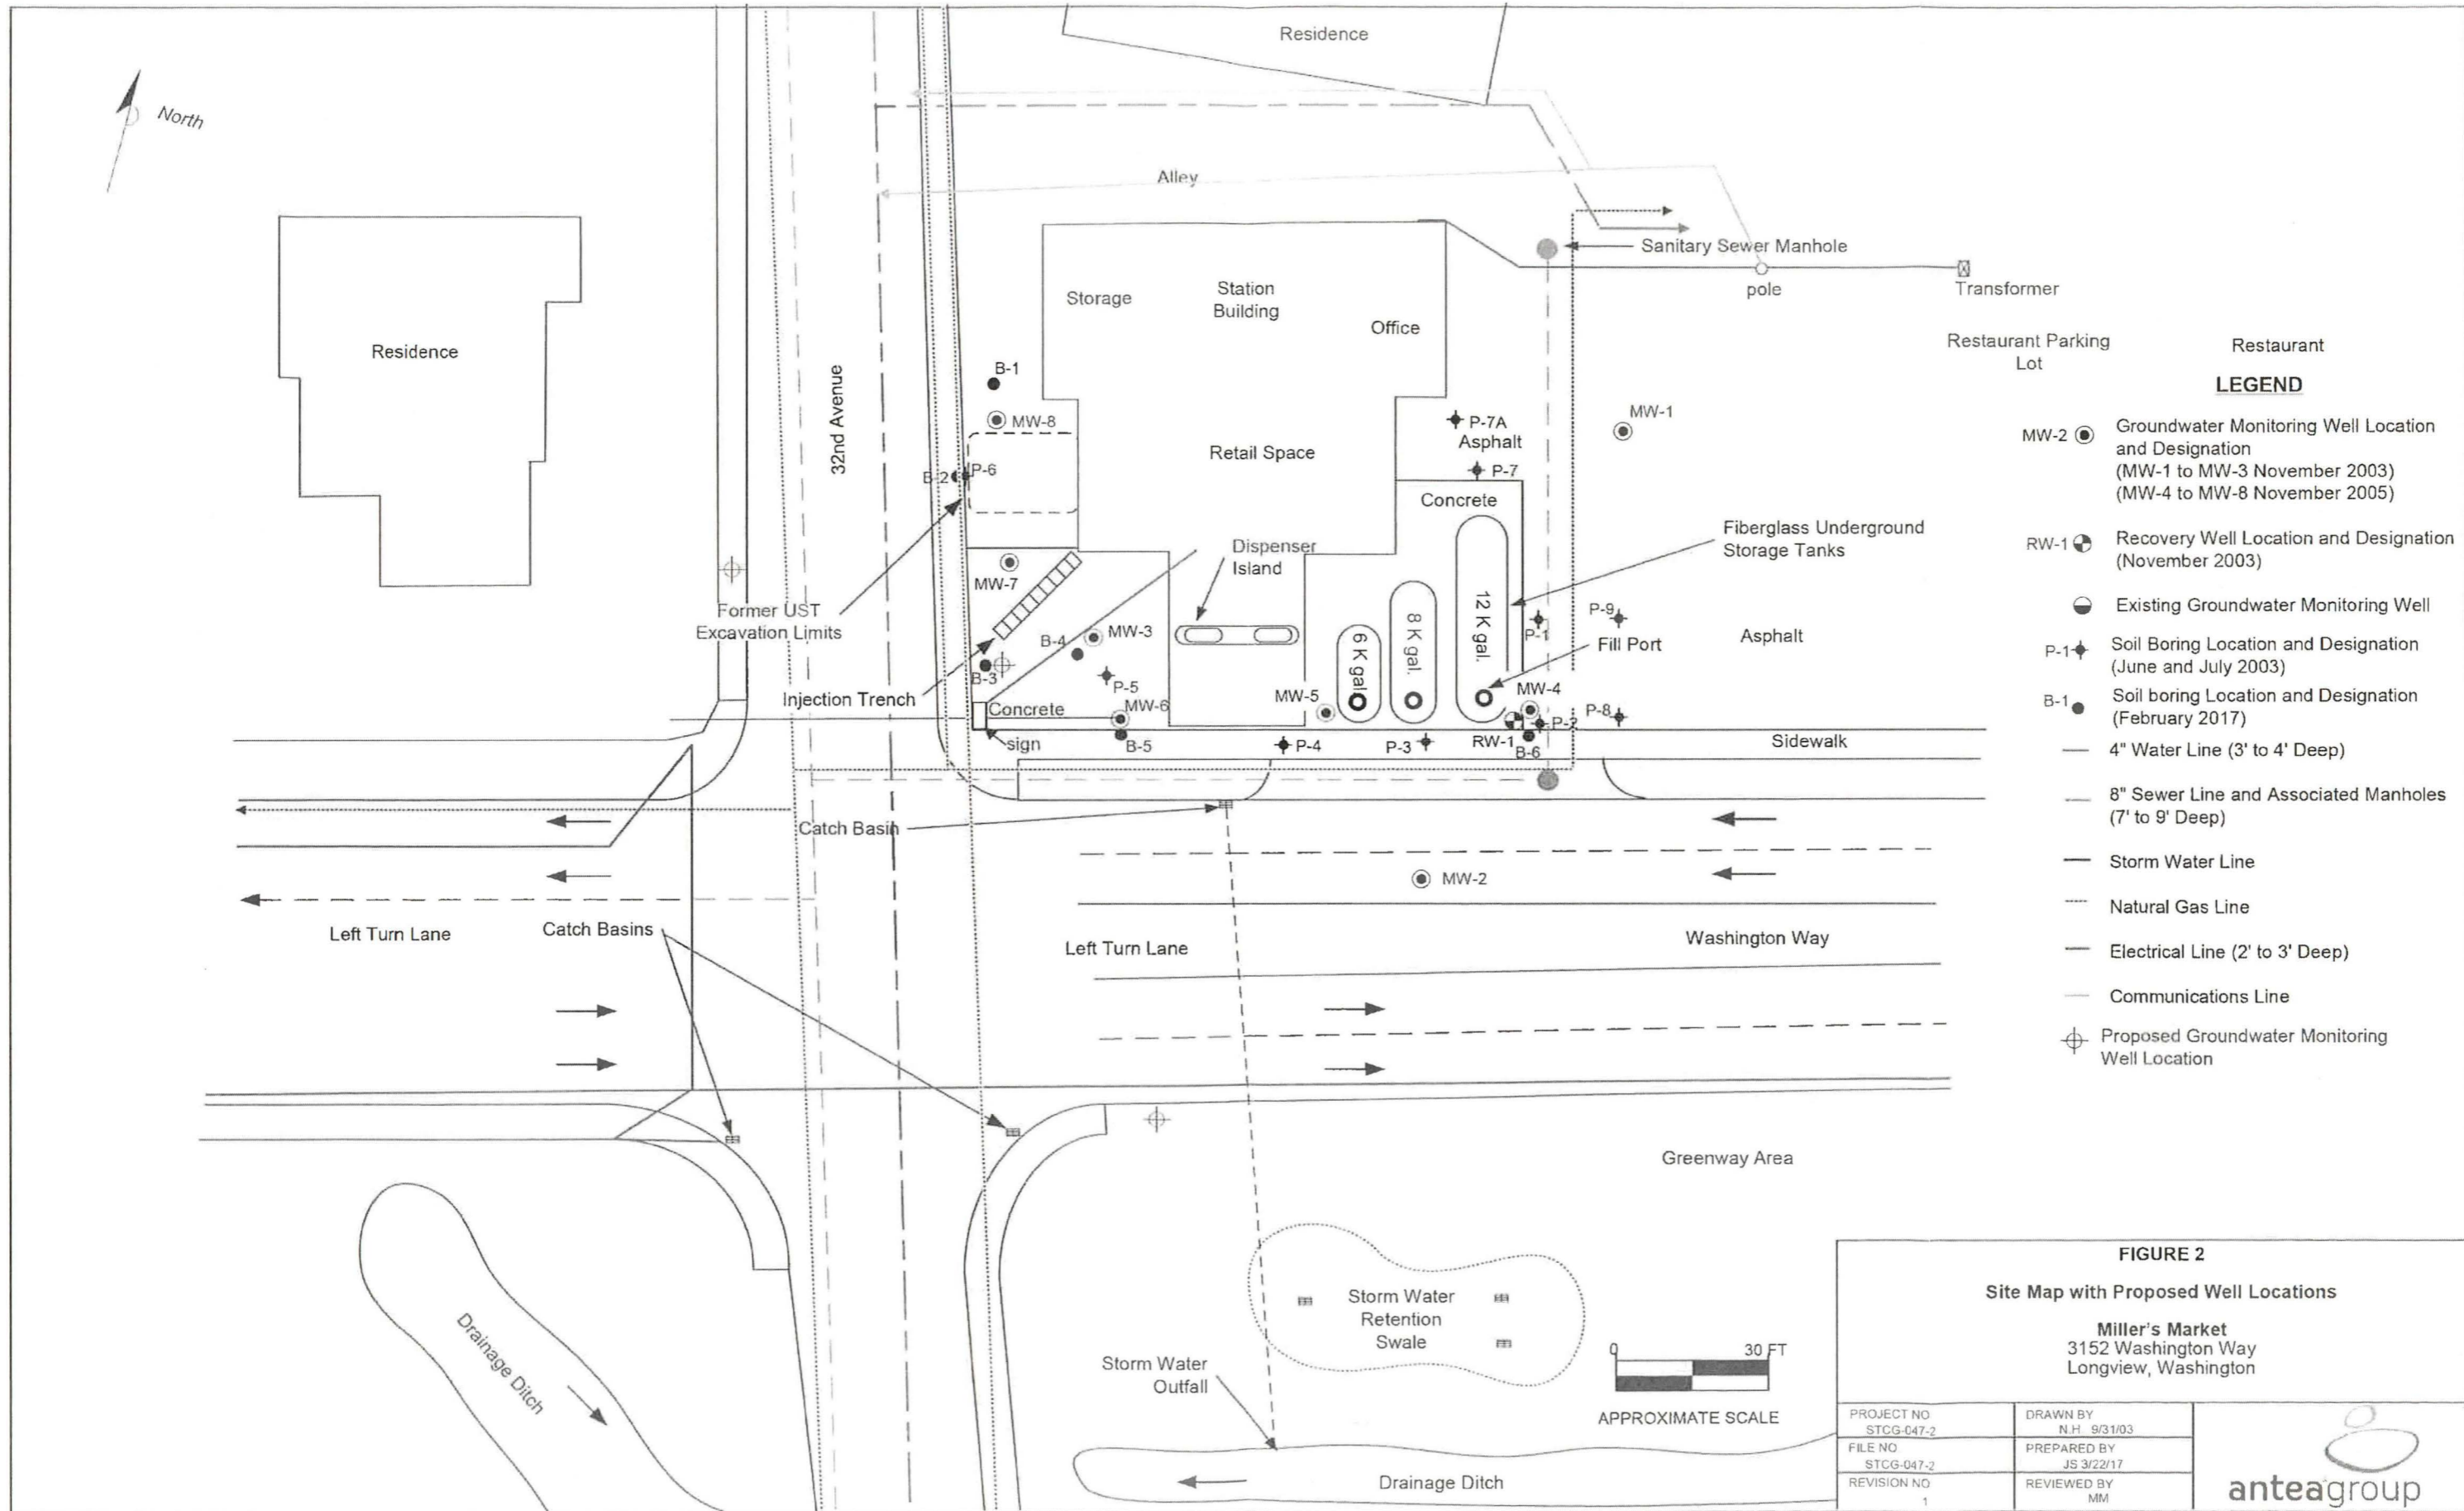 Residence
North
Alley
Sanitary Sewer Manhole
pole
Transformer
Storage
Station
Building
Office
Residence
32nd Avenue
B-1
MW-8
P-7A
Asphalt
MW-1
Restaurant Parking
Lot
Restaurant
Retail Space
B-2
P-6
P-7
Concrete
Fiberglass Underground
Storage Tanks
Dispenser
Island
MW-7
Former UST
Excavation Limits
B-4
MW-3
12 K gal.
8 K gal.
6 K gal.
P-1
P-9
Asphalt
Fill Port
B-3
P-5
Injection Trench
Concrete
MW-6
MW-5
MW-4
P-2
P-8
sign
B-5
P-4
P-3
RW-1
B-6
Sidewalk
Catch Basin
MW-2
Left Turn Lane
Catch Basins
Left Turn Lane
Washington Way
Greenway Area
Drainage Ditch
Storm Water
Retention
Swale
Storm Water
Outfall
Drainage Ditch
0
30 FT
APPROXIMATE SCALE
LEGEND
MW-2
Groundwater Monitoring Well Location
and Designation
(MW-1 to MW-3 November 2003)
(MW-4 to MW-8 November 2005)
RW-1
Recovery Well Location and Designation
(November 2003)
Existing Groundwater Monitoring Well
P-1
Soil Boring Location and Designation
(June and July 2003)
B-1
Soil boring Location and Designation
(February 2017)
4" Water Line (3' to 4' Deep)
8" Sewer Line and Associated Manholes
(7' to 9' Deep)
Storm Water Line
Natural Gas Line
Electrical Line (2' to 3' Deep)
Communications Line
Proposed Groundwater Monitoring
Well Location
FIGURE 2
Site Map with Proposed Well Locations
Miller's Market
3152 Washington Way
Longview, Washington
PROJECT NO
STCG-047-2
DRAWN BY
N.H. 9/31/03
FILE NO
STCG-047-2
PREPARED BY
JS 3/22/17
REVISION NO
1
REVIEWED BY
MM
anteagroup